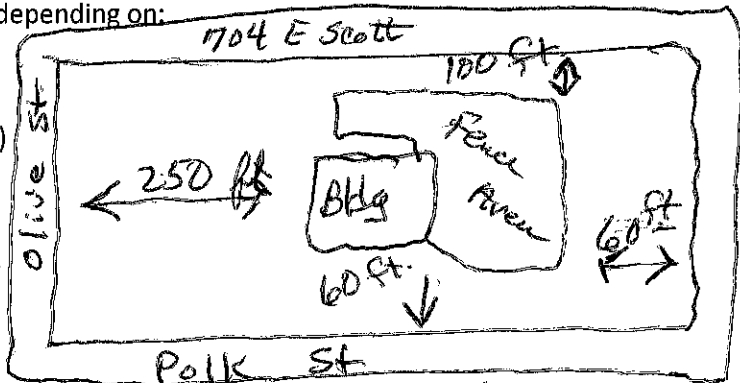 depending on:
704 E Scott
100 ft.
Olive St
)
250 ft
Fence
Area
Bldg
60 ft
60 ft.
Polk St